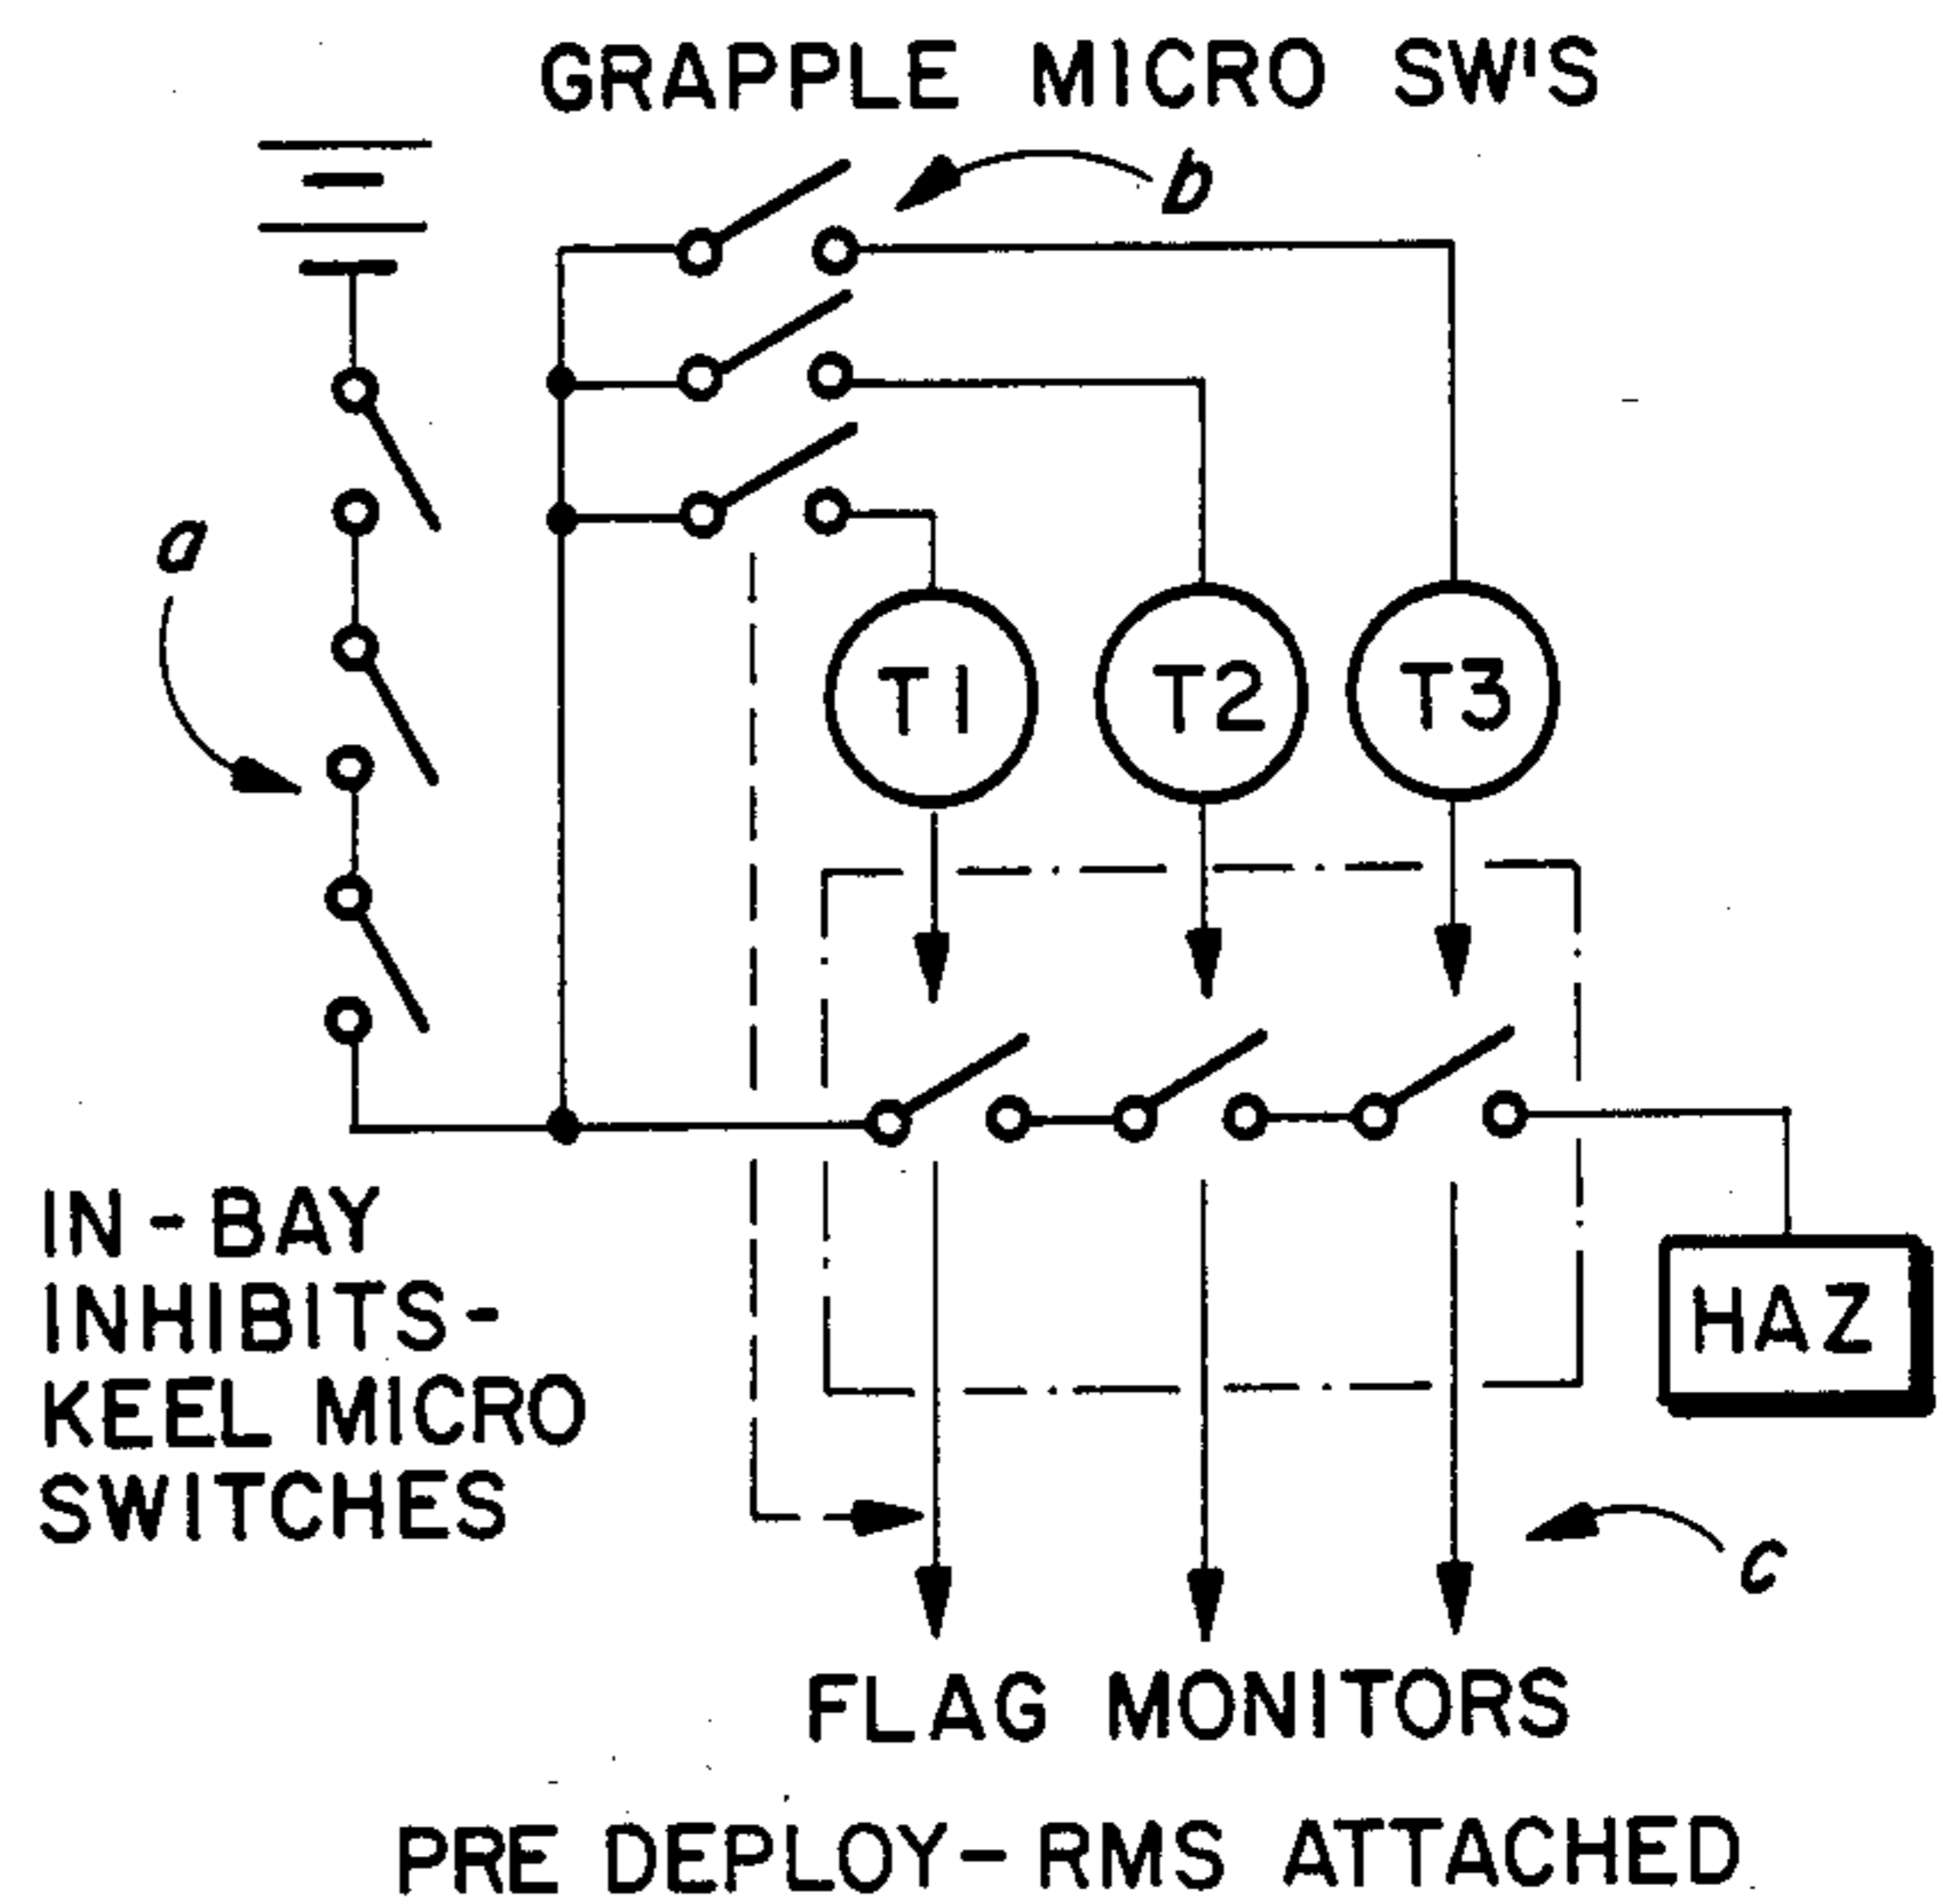 GRAPPLE MICRO SW'S
b
a
T1 T2 T3
IN-BAY
INHIBITS-
KEEL MICRO
SWITCHES
HAZ
c
FLAG MONITORS
PRE DEPLOY-RMS ATTACHED